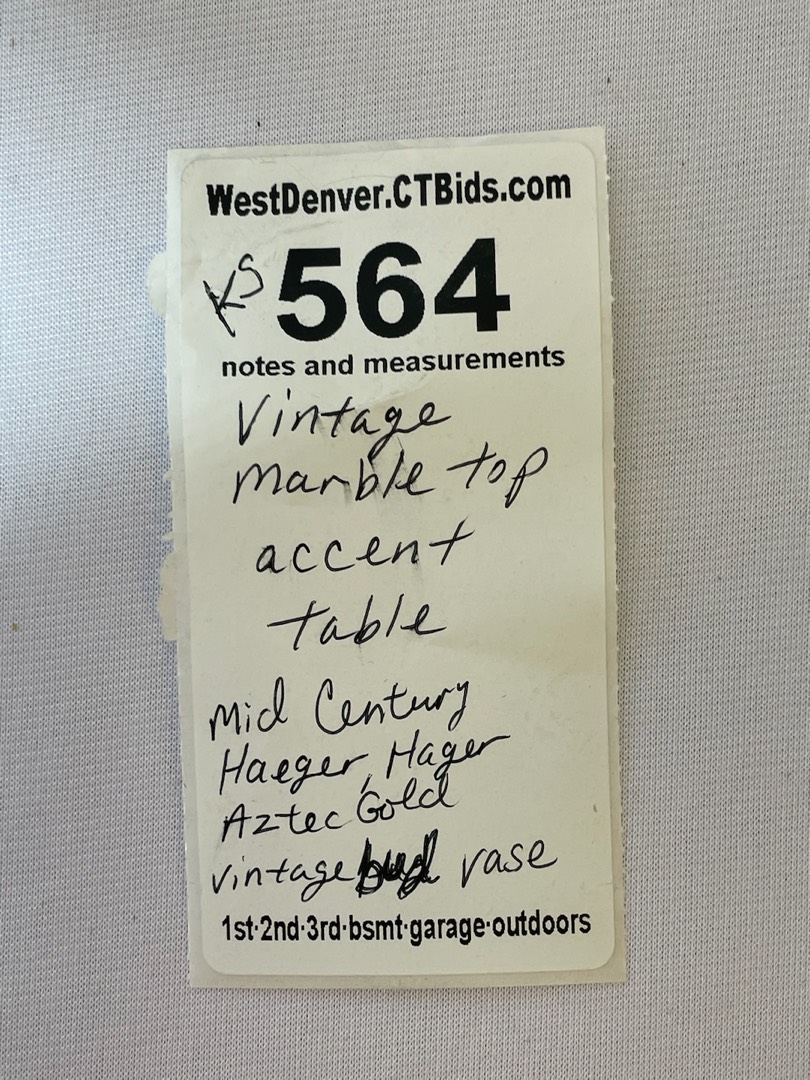 WestDenver.CTBids.com
KS 564
notes and measurements
Vintage
marble top
accent
table
Mid Century
Haeger, Hager
Aztec Gold
vintage bud vase
1st·2nd·3rd·bsmt·garage·outdoors